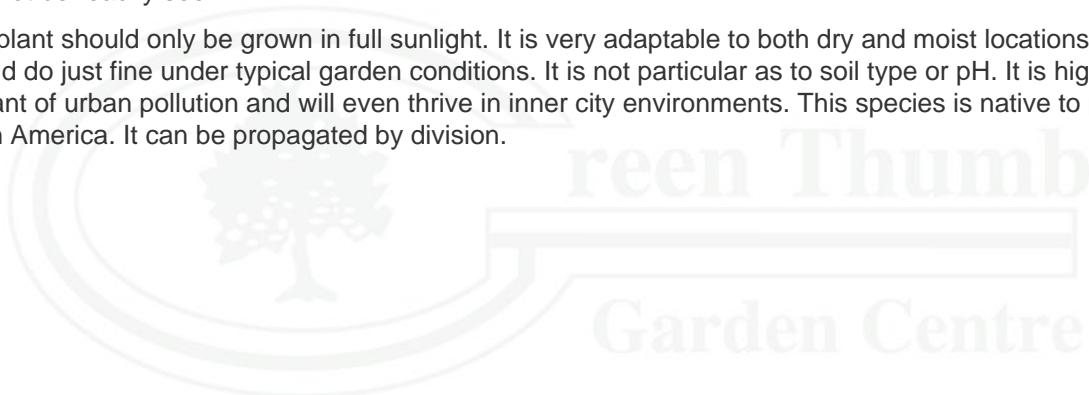 plant should only be grown in full sunlight. It is very adaptable to both dry and moist locations
d do just fine under typical garden conditions. It is not particular as to soil type or pH. It is hig
ant of urban pollution and will even thrive in inner city environments. This species is native to
America. It can be propagated by division.
reen Thumb
Garden Centre